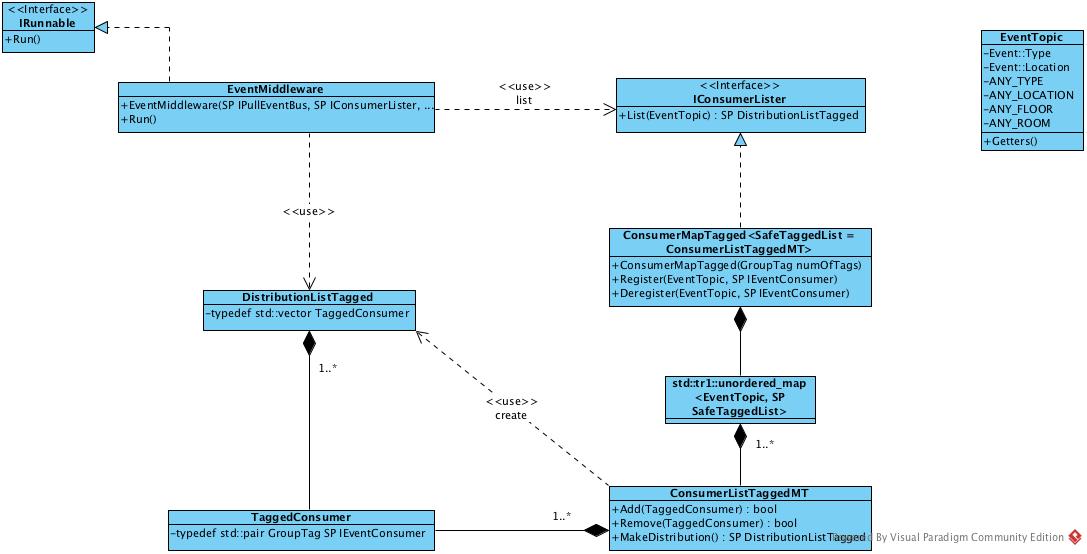 <<Interface>>
IRunnable
+Run()
EventMiddleware
+EventMiddleware(SP IPullEventBus, SP IConsumerLister, ...
+Run()
<<use>>
list
<<Interface>>
IConsumerLister
+List(EventTopic) : SP DistributionListTagged
EventTopic
-Event::Type
-Event::Location
-ANY_TYPE
-ANY_LOCATION
-ANY_FLOOR
-ANY_ROOM
+Getters()
<<use>>
ConsumerMapTagged<SafeTaggedList =
ConsumerListTaggedMT>
+ConsumerMapTagged(GroupTag numOfTags)
+Register(EventTopic, SP IEventConsumer)
+Deregister(EventTopic, SP IEventConsumer)
DistributionListTagged
-typedef std::vector TaggedConsumer
1..*
<<use>>
create
std::tr1::unordered_map
<EventTopic, SP
SafeTaggedList>
1..*
TaggedConsumer
-typedef std::pair GroupTag SP IEventConsumer
1..*
ConsumerListTaggedMT
+Add(TaggedConsumer) : bool
+Remove(TaggedConsumer) : bool
+MakeDistribution() : SP DistributionListTagged
Powered By Visual Paradigm Community Edition